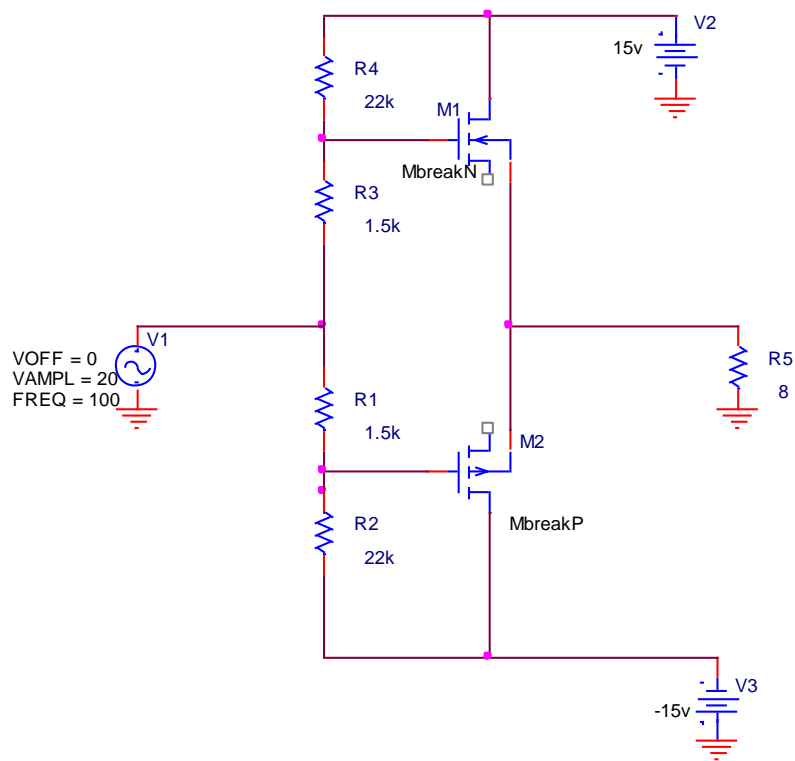 V2
15v
R4
22k
M1
MbreakN
R3
1.5k
V1
VOFF = 0
VAMPL = 20
FREQ = 100
R5
8
R1
1.5k
M2
MbreakP
R2
22k
V3
-15v